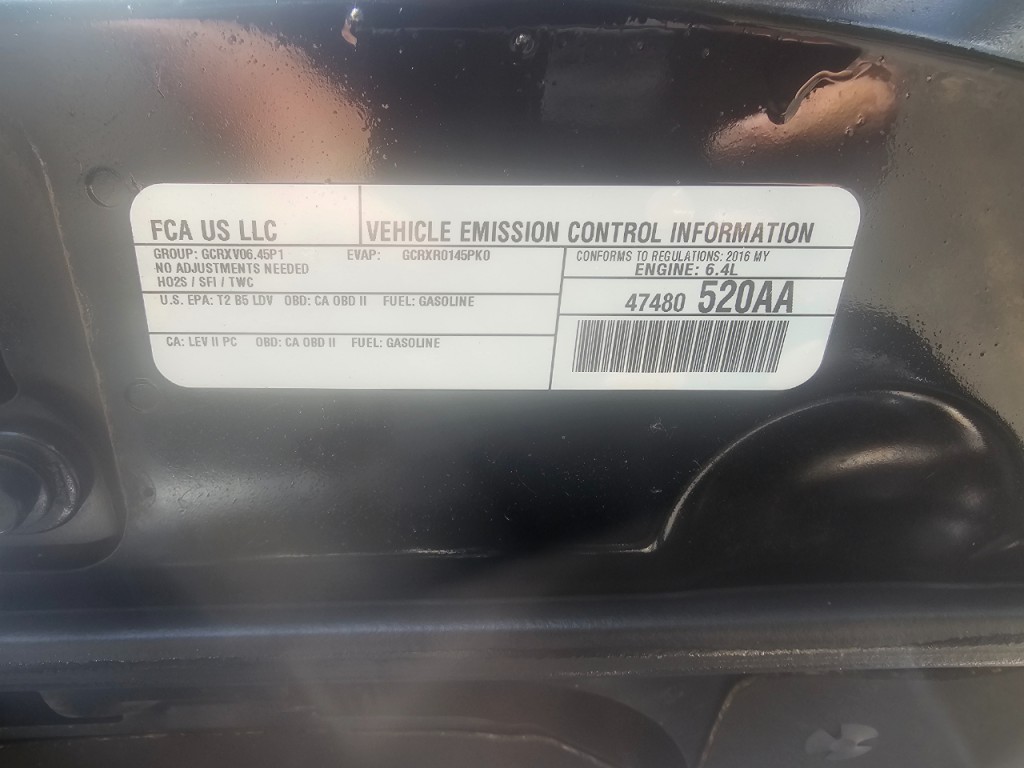 FCA US LLC
VEHICLE EMISSION CONTROL INFORMATION
GROUP: GCRXV06.45P1 EVAP: GCRXR0145PK0
NO ADJUSTMENTS NEEDED
HO2S / SFI / TWC
U.S. EPA: T2 B5 LDV OBD: CA OBD II FUEL: GASOLINE
CA: LEV II PC OBD: CA OBD II FUEL: GASOLINE
CONFORMS TO REGULATIONS: 2016 MY
ENGINE: 6.4L
47480 520AA